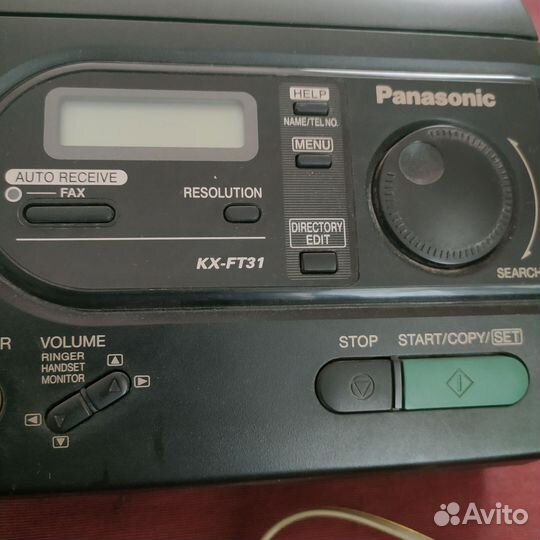 HELP
Panasonic
NAME/TEL NO.
MENU
AUTO RECEIVE
FAX
RESOLUTION
DIRECTORY
EDIT
KX-FT31
SEARCH
R
VOLUME
RINGER
HANDSET
MONITOR
STOP
START/COPY/SET
Avito